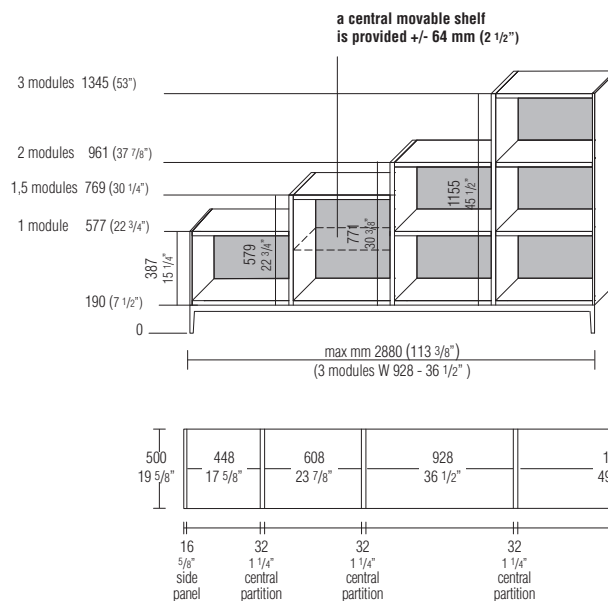 a central movable shelf
is provided +/- 64 mm (2 1/2")
3 modules 1345 (53")
2 modules 961 (37 7/8")
1,5 modules 769 (30 1/4")
1 module 577 (22 3/4")
190 (7 1/2")
0
387
15 1/4"
579
22 3/4"
771
30 3/8"
1155
45 1/2"
max mm 2880 (113 3/8")
(3 modules W 928 - 36 1/2" )
500
19 5/8"
448
17 5/8"
608
23 7/8"
928
36 1/2"
1
49
16
5/8"
side
panel
32
1 1/4"
central
partition
32
1 1/4"
central
partition
32
1 1/4"
central
partition